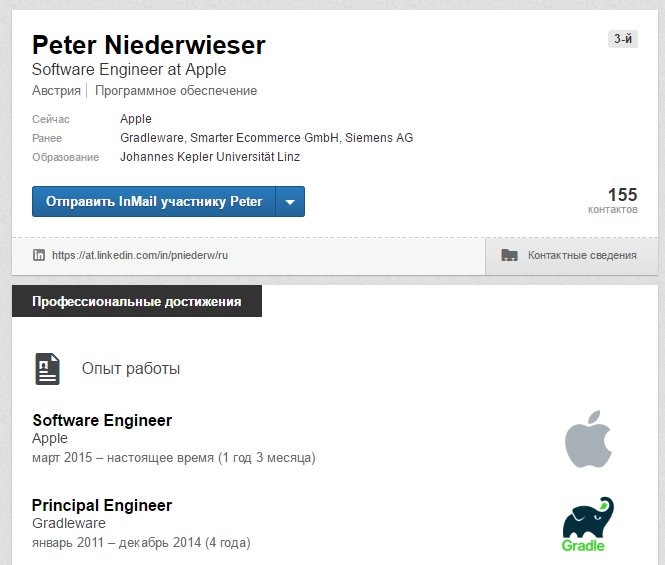 Peter Niederwieser
3-й
Software Engineer at Apple
Австрия Программное обеспечение
Сейчас Apple
Ранее Gradleware, Smarter Ecommerce GmbH, Siemens AG
Образование Johannes Kepler Universität Linz
Отправить InMail участнику Peter
155
контактов
in https://at.linkedin.com/in/pniederw/ru
Контактные сведения
Профессиональные достижения
Опыт работы
Software Engineer
Apple
март 2015 – настоящее время (1 год 3 месяца)
Principal Engineer
Gradleware
январь 2011 – декабрь 2014 (4 года)
Gradle